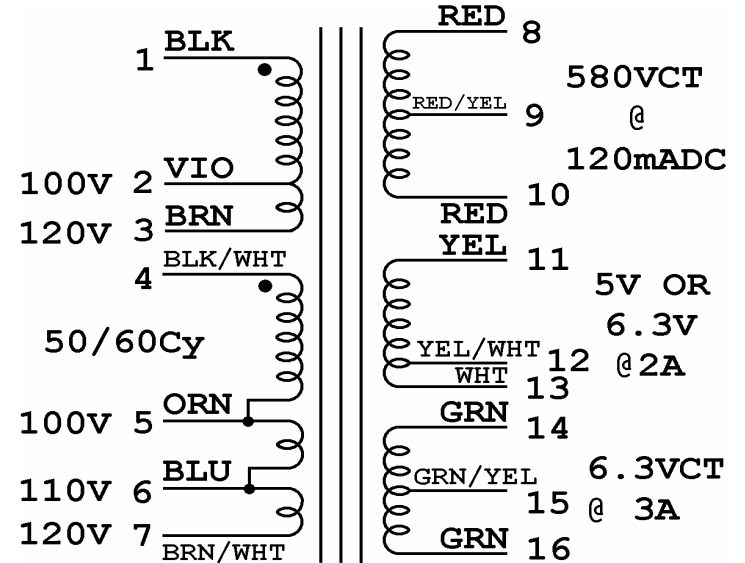 1 BLK
100V 2 VIO
120V 3 BRN
4 BLK/WHT
50/60Cy
100V 5 ORN
110V 6 BLU
120V 7 BRN/WHT
RED 8
RED/YEL 9
RED 10
580VCT
@
120mADC
YEL 11
YEL/WHT 12
WHT 13
5V OR
6.3V
@2A
GRN 14
GRN/YEL 15
GRN 16
6.3VCT
@ 3A